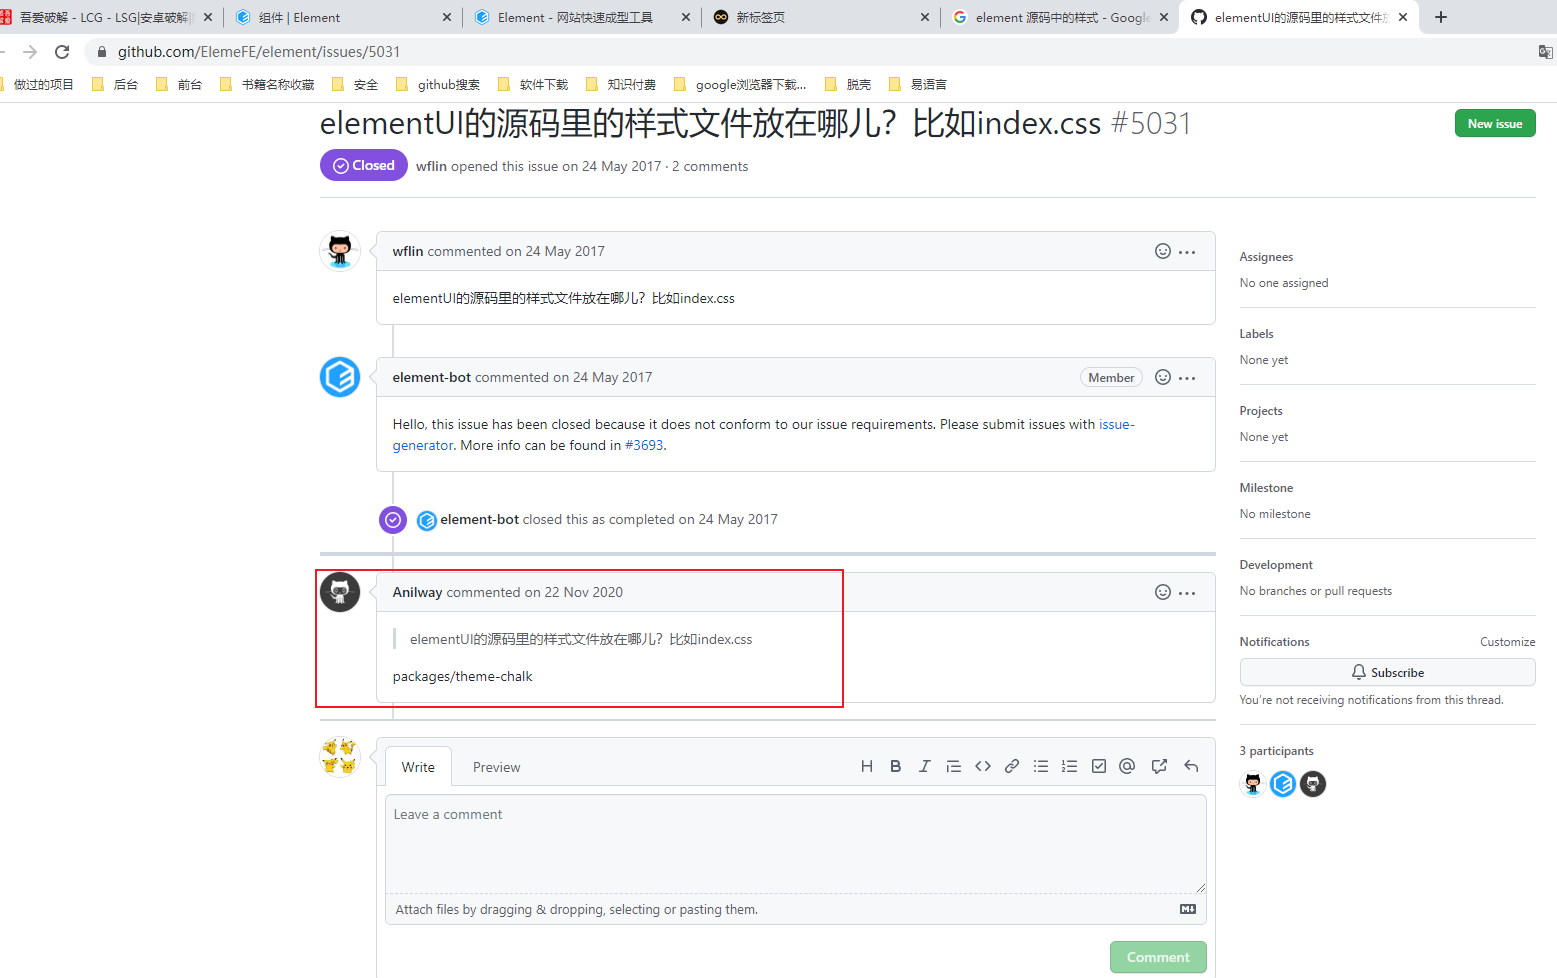 吾爱破解 - LCG - LSG|安卓破解|
组件 | Element
Element - 网站快速成型工具
新标签页
element 源码中的样式 - Google
elementUI的源码里的样式文件放
github.com/ElemeFE/element/issues/5031
做过的项目
后台
前台
书籍名称收藏
安全
github搜索
软件下载
知识付费
google浏览器下载...
脱壳
易语言
elementUI的源码里的样式文件放在哪儿？比如index.css #5031
New issue
Closed
wflin opened this issue on 24 May 2017 · 2 comments
wflin commented on 24 May 2017
elementUI的源码里的样式文件放在哪儿？比如index.css
element-bot commented on 24 May 2017
Member
Hello, this issue has been closed because it does not conform to our issue requirements. Please submit issues with issue-
generator. More info can be found in #3693.
element-bot closed this as completed on 24 May 2017
Anilway commented on 22 Nov 2020
elementUI的源码里的样式文件放在哪儿？比如index.css
packages/theme-chalk
Write
Preview
Leave a comment
Attach files by dragging & dropping, selecting or pasting them.
Comment
Assignees
No one assigned
Labels
None yet
Projects
None yet
Milestone
No milestone
Development
No branches or pull requests
Notifications
Customize
Subscribe
You're not receiving notifications from this thread.
3 participants